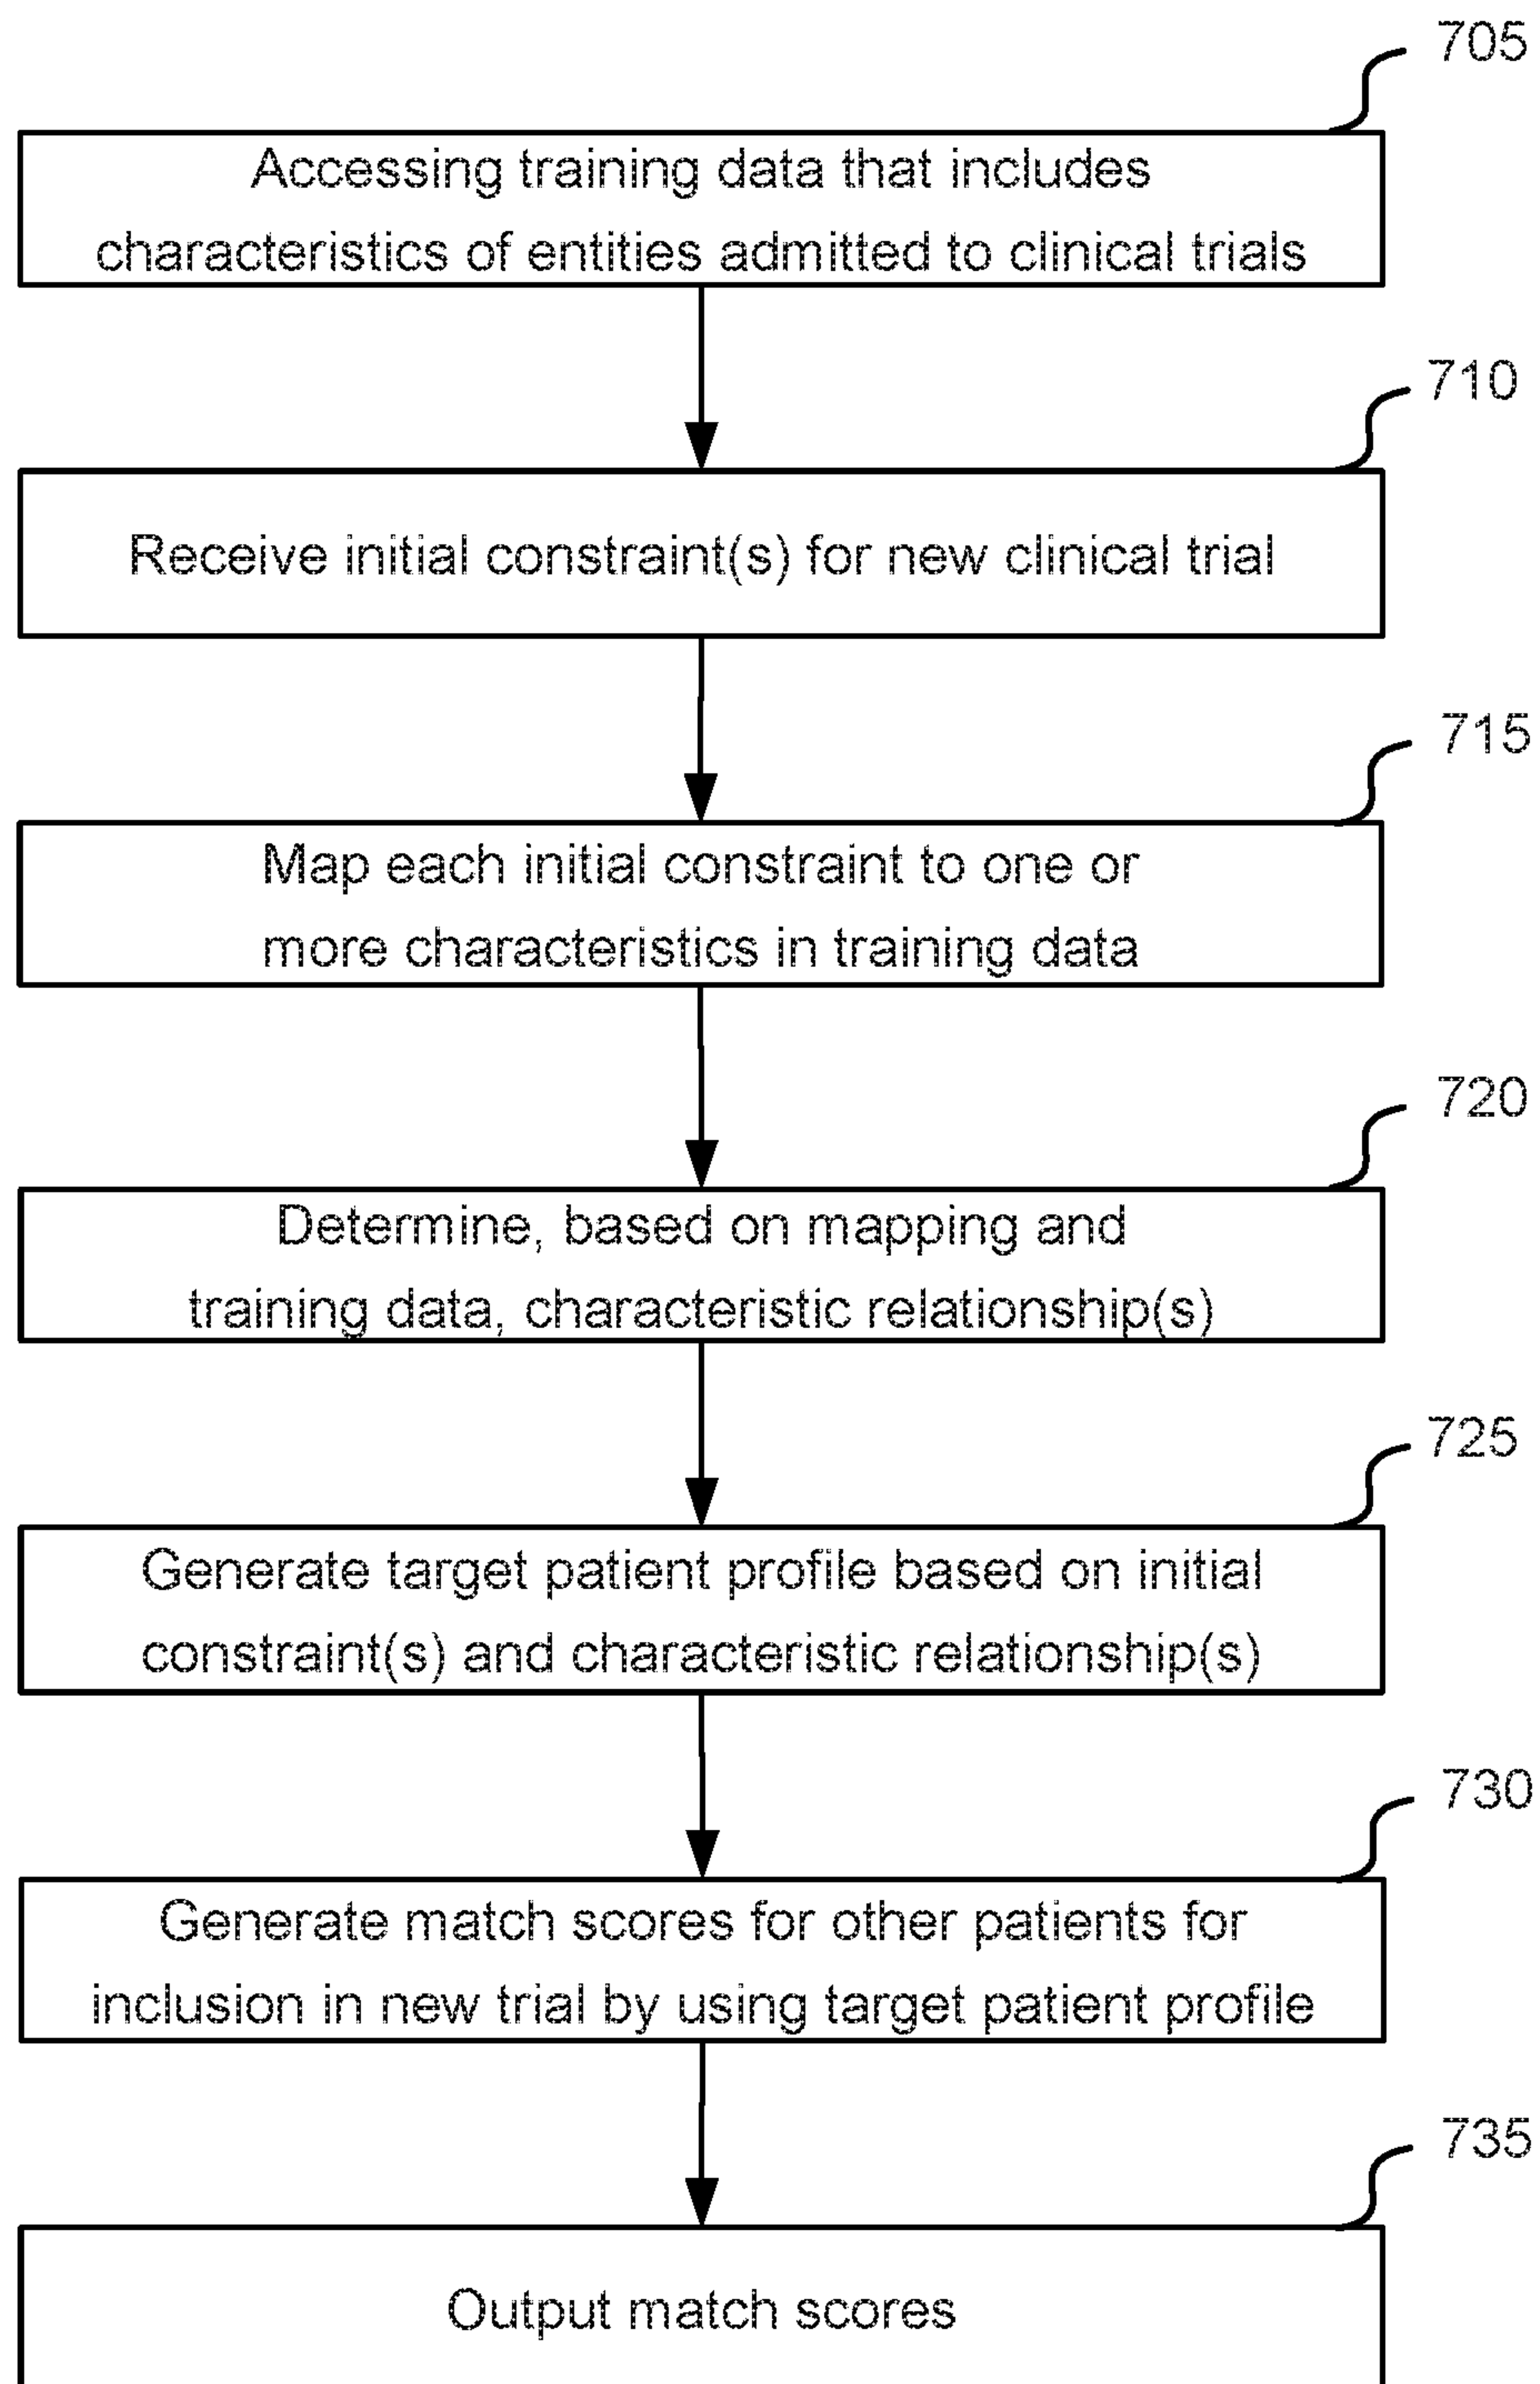 705
Accessing training data that includes
characteristics of entities admitted to clinical trials
710
Receive initial constraint(s) for new clinical trial
715
Map each initial constraint to one or
more characteristics in training data
720
Determine, based on mapping and
training data, characteristic relationship(s)
725
Generate target patient profile based on initial
constraint(s) and characteristic relationship(s)
730
Generate match scores for other patients for
inclusion in new trial by using target patient profile
735
Output match scores